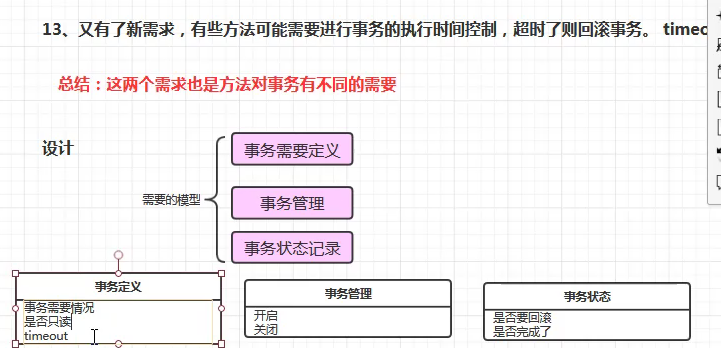 13、又有了新需求，有些方法可能需要进行事务的执行时间控制，超时了则回滚事务。 timeo
总结：这两个需求也是方法对事务有不同的需要
设计
需要的模型
事务需要定义
事务管理
事务状态记录
事务定义
事务需要情况
是否只读
timeout
事务管理
开启
关闭
事务状态
是否要回滚
是否完成了